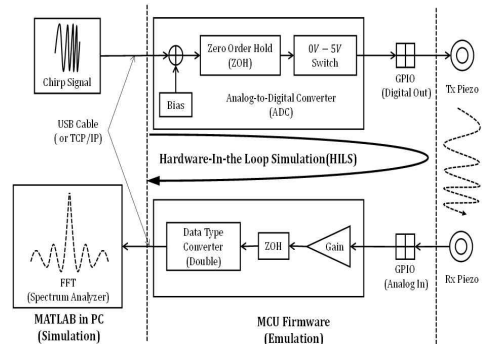 Chirp Signal
Zero Order Hold
(ZOH)
0V − 5V
Switch
Bias
Analog-to-Digital Converter
(ADC)
GPIO
(Digital Out)
Tx Piezo
USB Cable
( or TCP/IP)
Hardware-In-the Loop Simulation(HILS)
Data Type
Converter
(Double)
ZOH
Gain
GPIO
(Analog In)
Rx Piezo
FFT
(Spectrum Analyzer)
MATLAB in PC
(Simulation)
MCU Firmware
(Emulation)